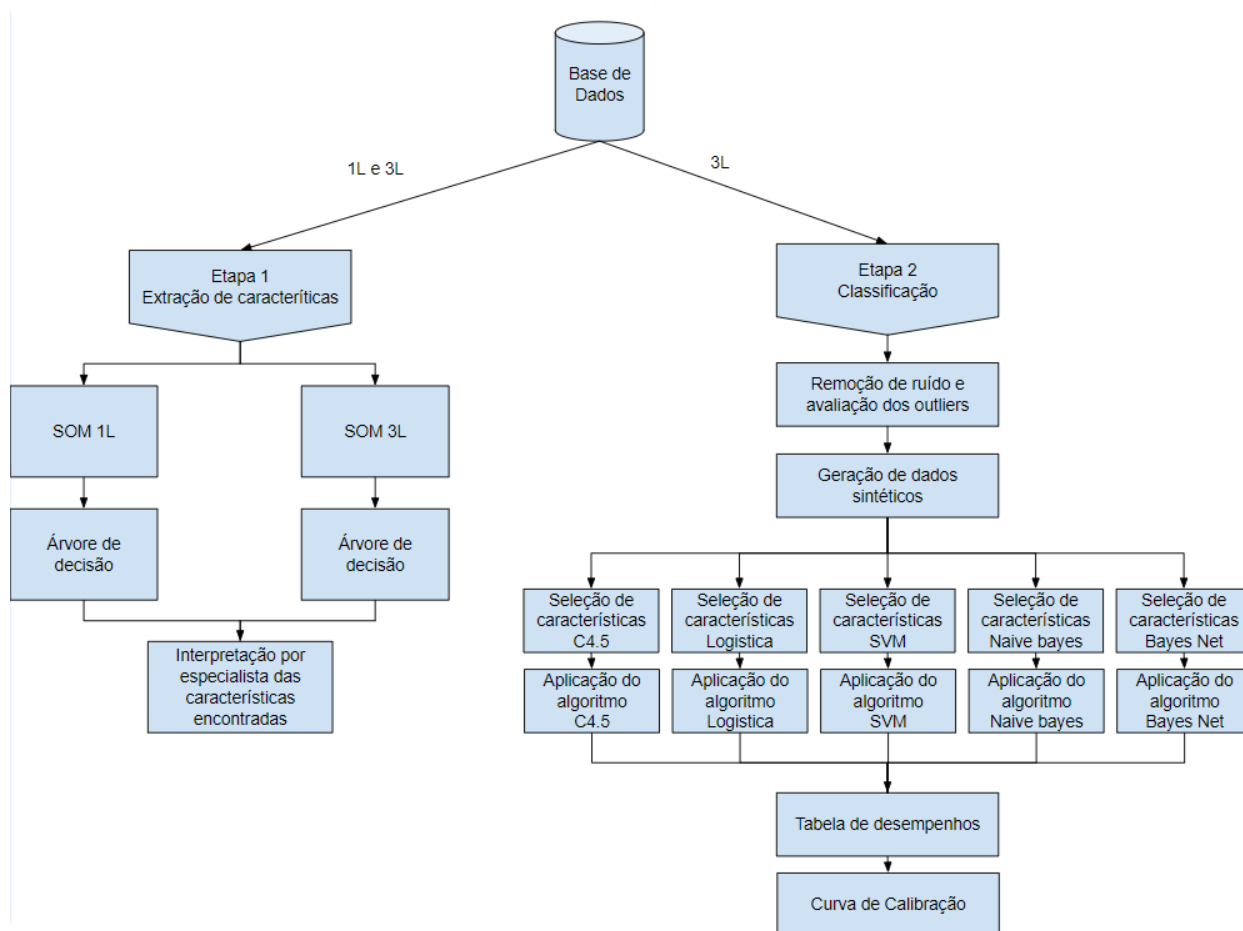 Base de
Dados
1L e 3L
3L
Etapa 1
Extração de caracteríticas
Etapa 2
Classificação
SOM 1L
SOM 3L
Remoção de ruído e
avaliação dos outliers
Geração de dados
sintéticos
Árvore de
decisão
Árvore de
decisão
Interpretação por
especialista das
características
encontradas
Seleção de
características
C4.5
Seleção de
características
Logistica
Seleção de
características
SVM
Seleção de
características
Naive bayes
Seleção de
características
Bayes Net
Aplicação do
algoritmo
C4.5
Aplicação do
algoritmo
Logistica
Aplicação do
algoritmo
SVM
Aplicação do
algoritmo
Naive bayes
Aplicação do
algoritmo
Bayes Net
Tabela de desempenhos
Curva de Calibração